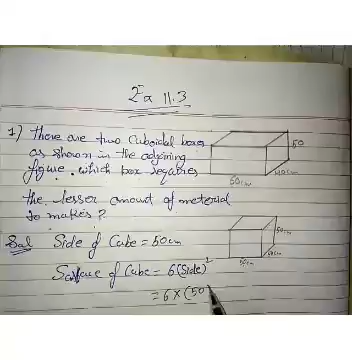 Ex 11.3
1) There are two Cuboidal boxes
as shown in the adjoining
figure. which box requires
the lesser amount of meterial
to makes?
50
40cm
50cm
Sol Side of Cube = 50cm
50cm
50cm
Surface of Cube = 6(Side)²
= 6 × (50